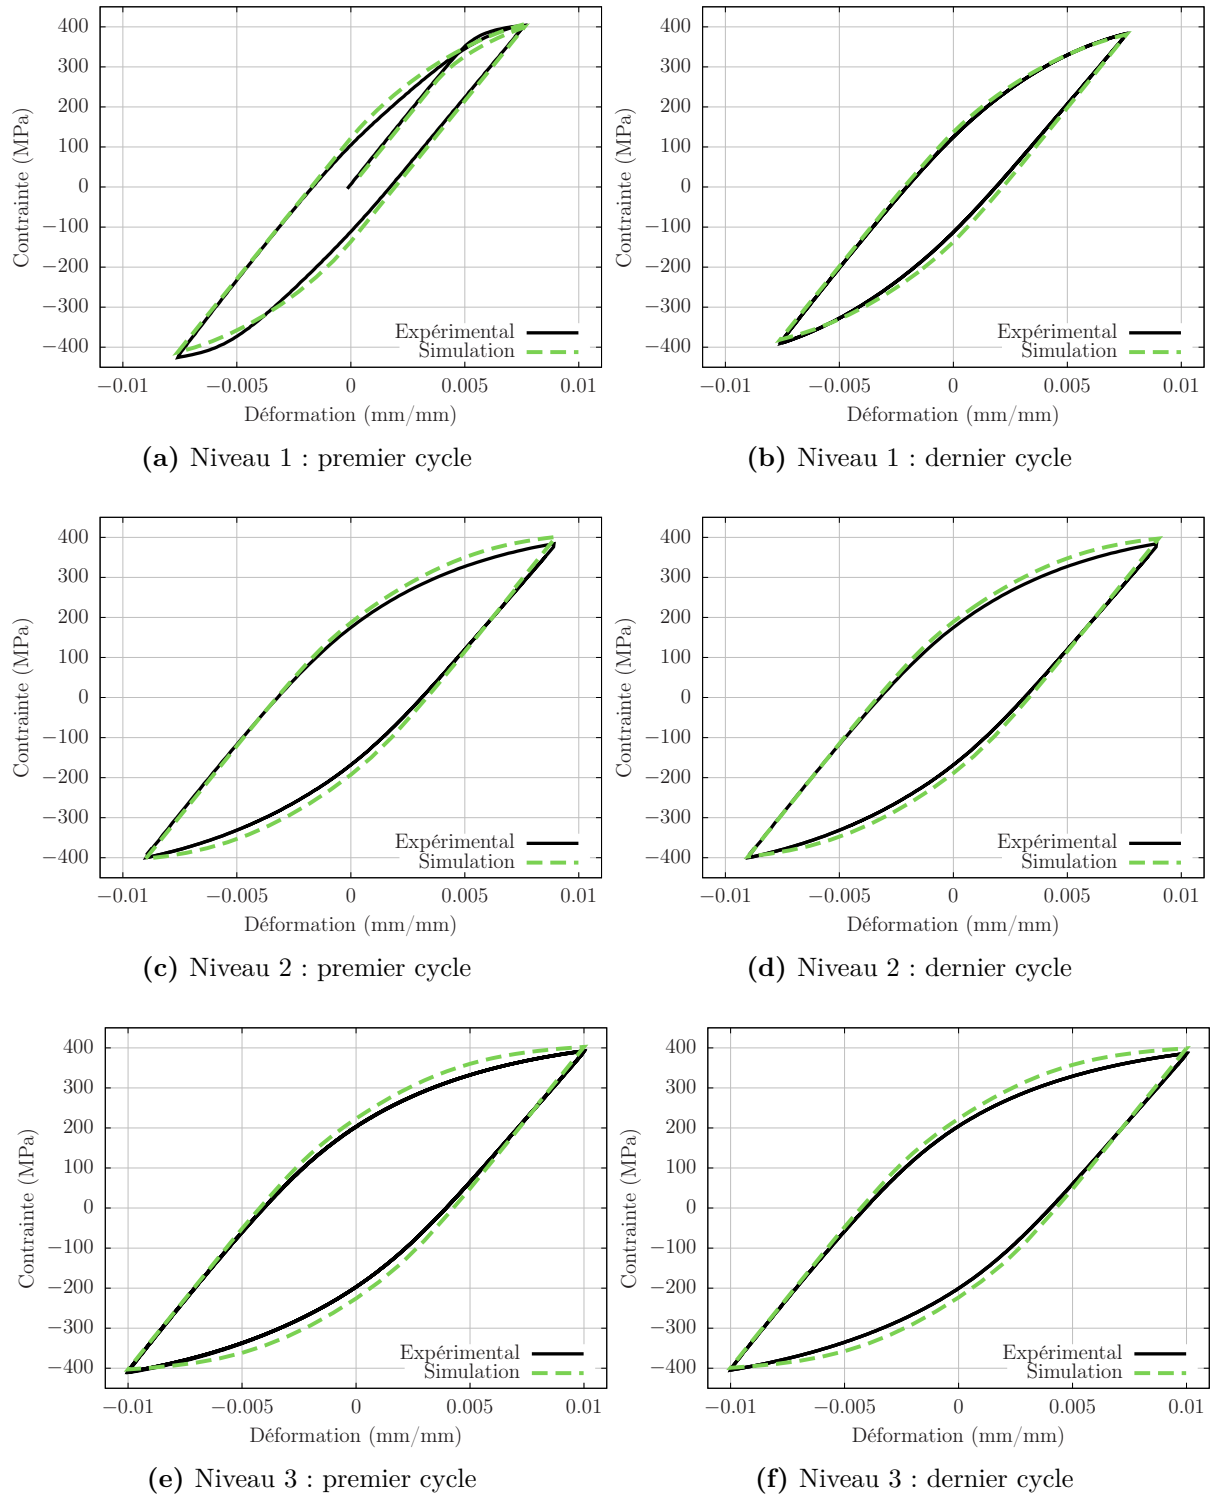 400
300
200
100
0
−100
−200
−300
−400
−0.01 −0.005 0 0.005 0.01
Contrainte (MPa)
Déformation (mm/mm)
Expérimental
Simulation
(a) Niveau 1 : premier cycle
400
300
200
100
0
−100
−200
−300
−400
−0.01 −0.005 0 0.005 0.01
Contrainte (MPa)
Déformation (mm/mm)
Expérimental
Simulation
(b) Niveau 1 : dernier cycle
400
300
200
100
0
−100
−200
−300
−400
−0.01 −0.005 0 0.005 0.01
Contrainte (MPa)
Déformation (mm/mm)
Expérimental
Simulation
(c) Niveau 2 : premier cycle
400
300
200
100
0
−100
−200
−300
−400
−0.01 −0.005 0 0.005 0.01
Contrainte (MPa)
Déformation (mm/mm)
Expérimental
Simulation
(d) Niveau 2 : dernier cycle
400
300
200
100
0
−100
−200
−300
−400
−0.01 −0.005 0 0.005 0.01
Contrainte (MPa)
Déformation (mm/mm)
Expérimental
Simulation
(e) Niveau 3 : premier cycle
400
300
200
100
0
−100
−200
−300
−400
−0.01 −0.005 0 0.005 0.01
Contrainte (MPa)
Déformation (mm/mm)
Expérimental
Simulation
(f) Niveau 3 : dernier cycle